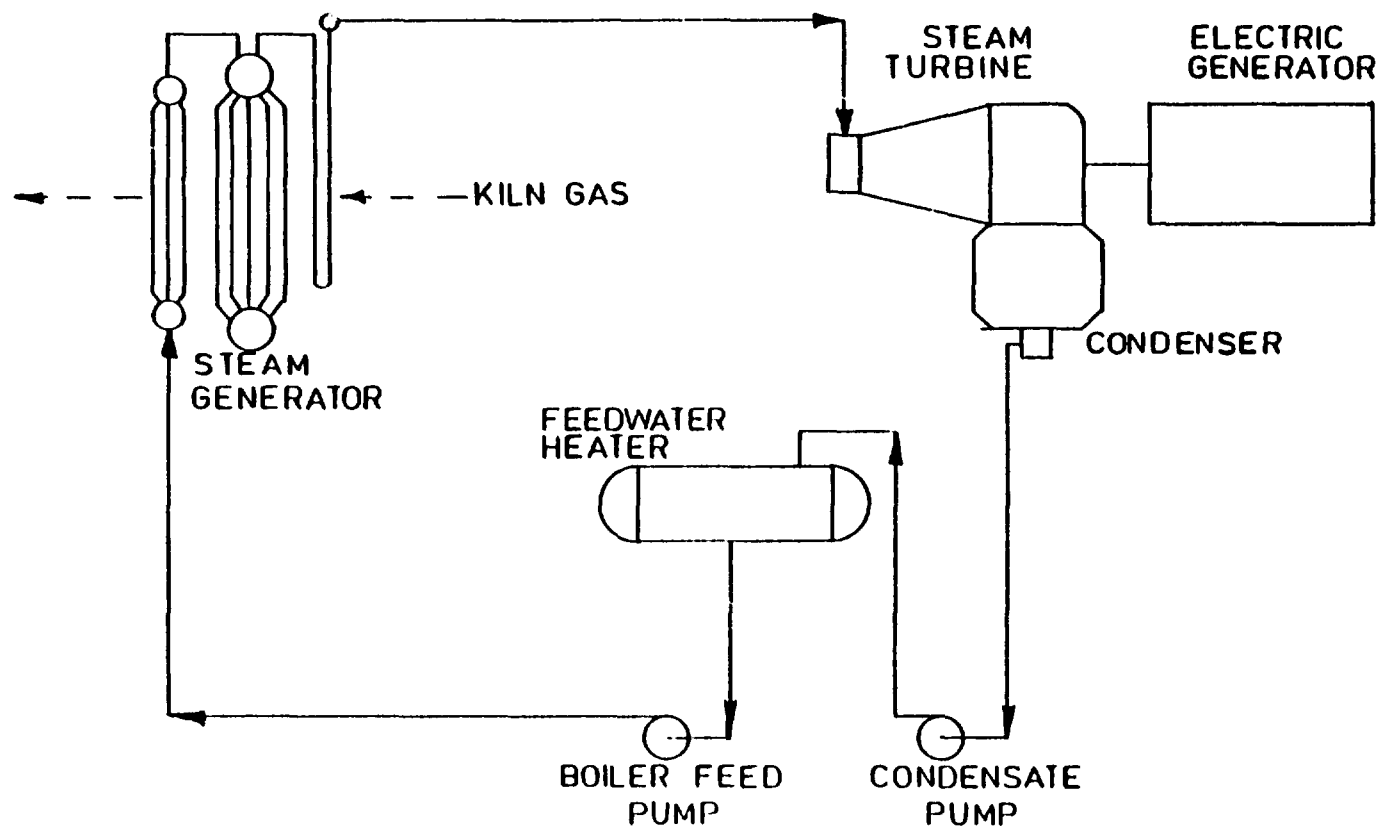 STEAM
TURBINE
ELECTRIC
GENERATOR
KILN GAS
CONDENSER
STEAM
GENERATOR
FEEDWATER
HEATER
BOILER FEED
PUMP
CONDENSATE
PUMP